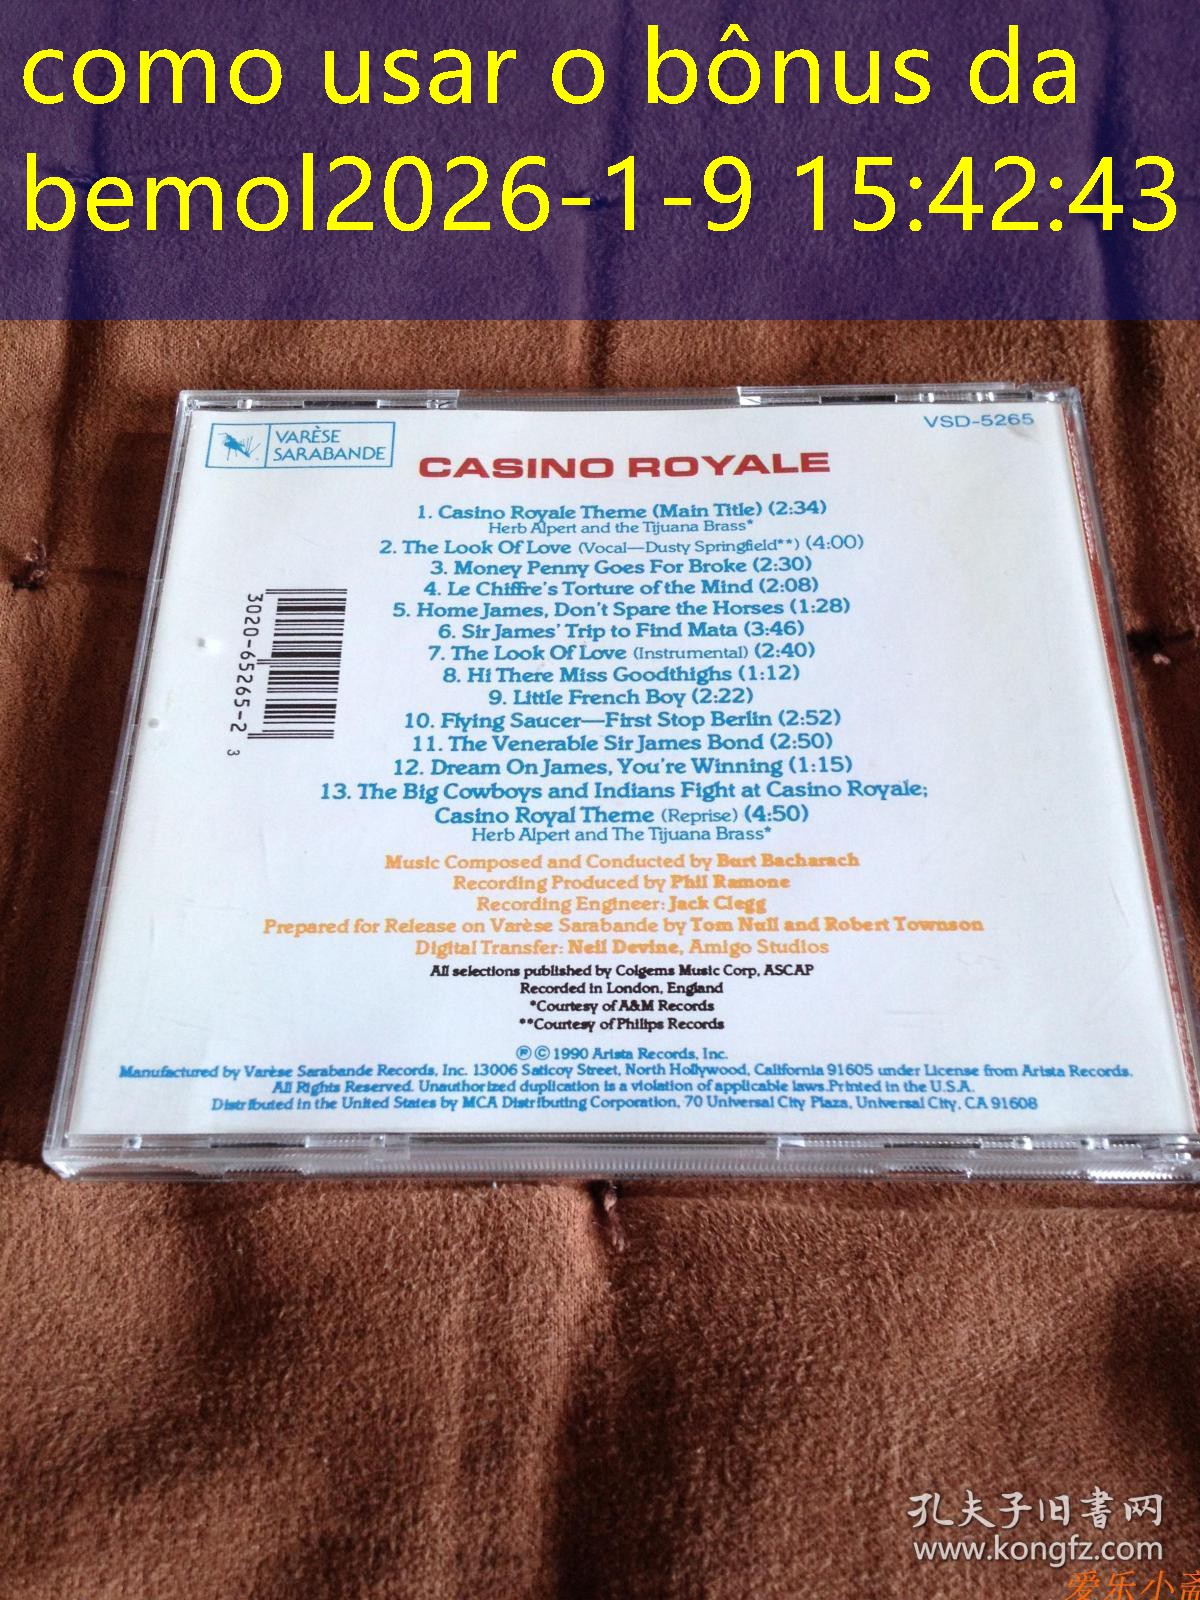 como usar o bônus da
bemol2026-1-9 15:42:43
VARÈSE
SARABANDE
VSD-5265
CASINO ROYALE
1. Casino Royale Theme (Main Title) (2:34)
Herb Alpert and the Tijuana Brass*
2. The Look Of Love (Vocal—Dusty Springfield**) (4:00)
3. Money Penny Goes For Broke (2:30)
4. Le Chiffre's Torture of the Mind (2:08)
5. Home James, Don't Spare the Horses (1:28)
6. Sir James' Trip to Find Mata (3:46)
7. The Look Of Love (Instrumental) (2:40)
8. Hi There Miss Goodthighs (1:12)
9. Little French Boy (2:22)
10. Flying Saucer—First Stop Berlin (2:52)
11. The Venerable Sir James Bond (2:50)
12. Dream On James, You're Winning (1:15)
13. The Big Cowboys and Indians Fight at Casino Royale;
Casino Royal Theme (Reprise) (4:50)
Herb Alpert and The Tijuana Brass*
3020-65265-2
3
Music Composed and Conducted by Burt Bacharach
Recording Produced by Phil Ramone
Recording Engineer: Jack Clegg
Prepared for Release on Varèse Sarabande by Tom Null and Robert Townson
Digital Transfer: Neil Devine, Amigo Studios
All selections published by Colgems Music Corp, ASCAP
Recorded in London, England
*Courtesy of A&M Records
**Courtesy of Philips Records
℗ © 1990 Arista Records, Inc.
Manufactured by Varèse Sarabande Records, Inc. 13006 Saticoy Street, North Hollywood, California 91605 under License from Arista Records.
All Rights Reserved. Unauthorized duplication is a violation of applicable laws. Printed in the U.S.A.
Distributed in the United States by MCA Distributing Corporation, 70 Universal City Plaza, Universal City, CA 91608
孔夫子旧书网
www.kongfz.com
爱乐小斋